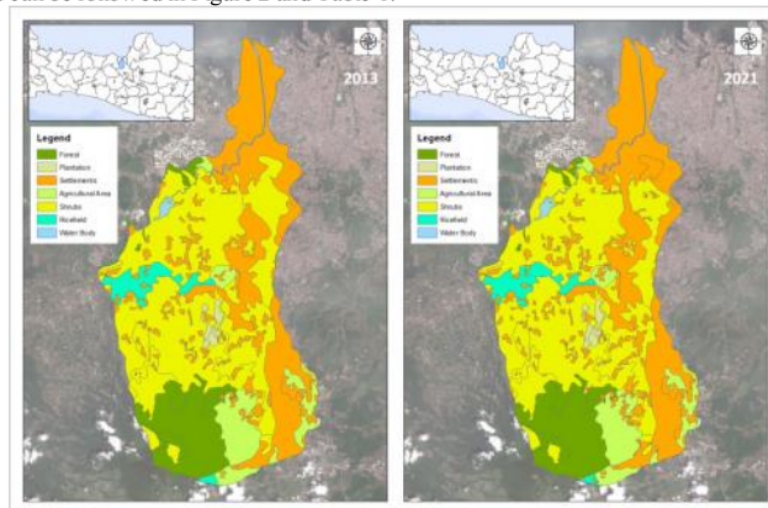 2013
Legend
Forest
Plantation
Settlements
Agricultural Area
Shrubs
Ricefield
Water Body
2021
Legend
Forest
Plantation
Settlements
Agricultural Area
Shrubs
Ricefield
Water Body